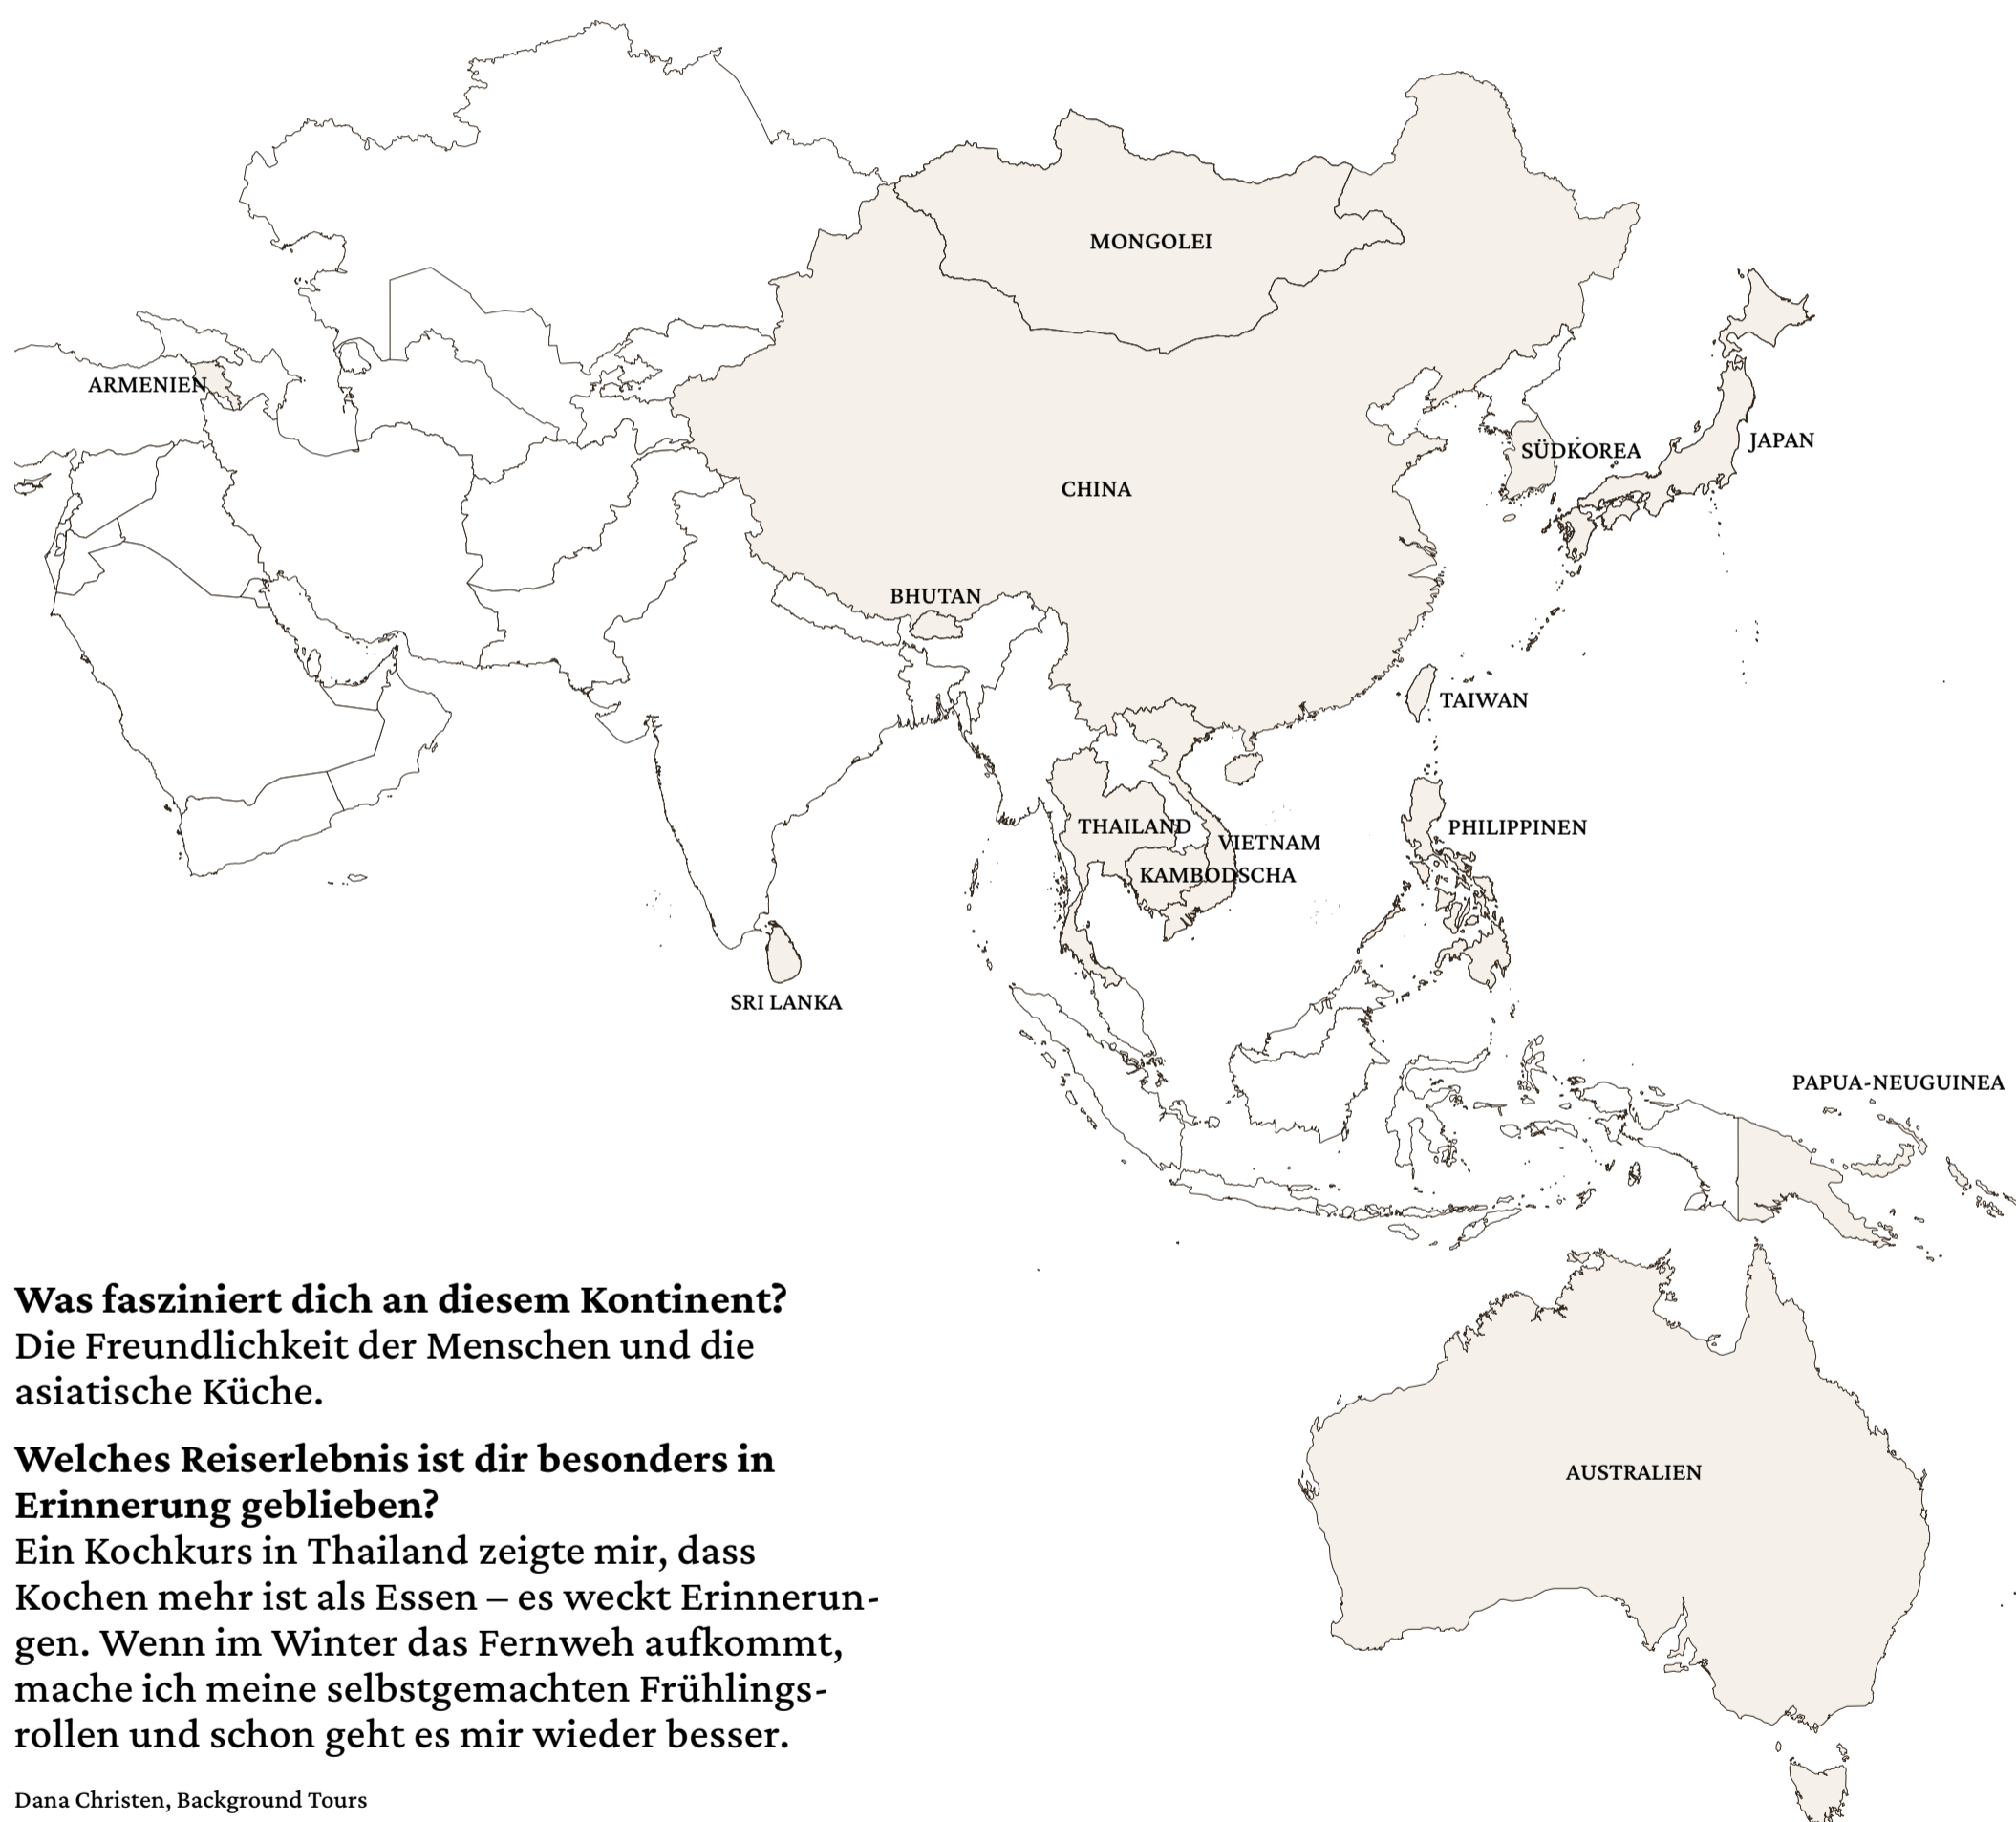 MONGOLEI
ARMENIEN
JAPAN
SÜDKOREA
CHINA
BHUTAN
TAIWAN
THAILAND
PHILIPPINEN
VIETNAM
KAMBODSCHA
SRI LANKA
PAPUA-NEUGUINEA
AUSTRALIEN
Was fasziniert dich an diesem Kontinent?
Die Freundlichkeit der Menschen und die
asiatische Küche.
Welches Reiserlebnis ist dir besonders in
Erinnerung geblieben?
Ein Kochkurs in Thailand zeigte mir, dass
Kochen mehr ist als Essen – es weckt Erinnerun-
gen. Wenn im Winter das Fernweh aufkommt,
mache ich meine selbstgemachten Frühlings-
rollen und schon geht es mir wieder besser.
Dana Christen, Background Tours